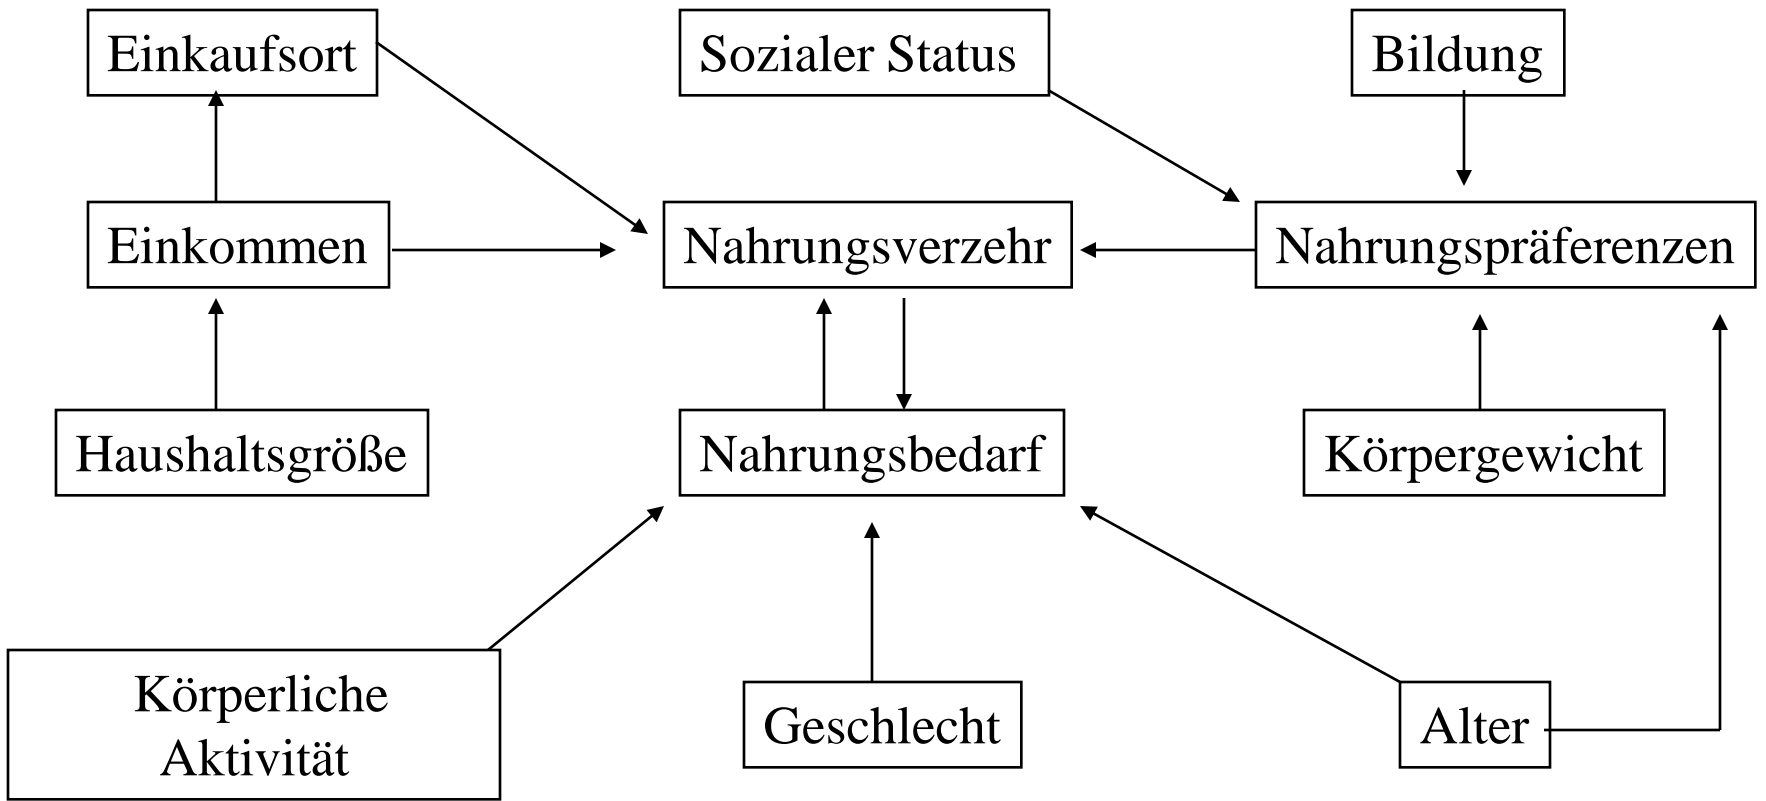 Einkaufsort
Sozialer Status
Bildung
Einkommen
Nahrungsverzehr
Nahrungspräferenzen
Haushaltsgröße
Nahrungsbedarf
Körpergewicht
Körperliche
Aktivität
Geschlecht
Alter